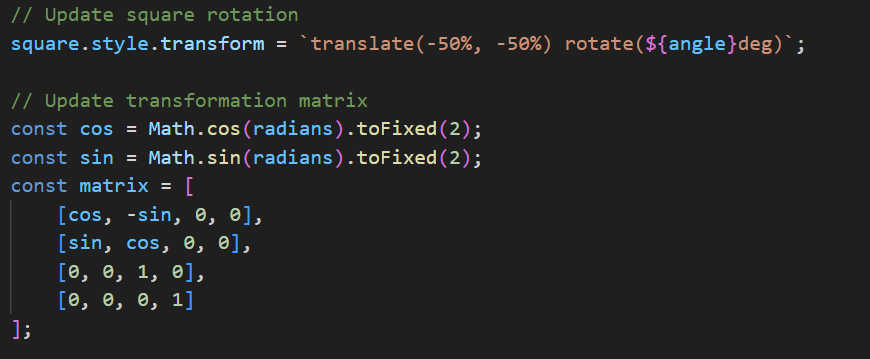 // Update square rotation
square.style.transform = `translate(-50%, -50%) rotate(${angle}deg)`;
// Update transformation matrix
const cos = Math.cos(radians).toFixed(2);
const sin = Math.sin(radians).toFixed(2);
const matrix = [
    [cos, -sin, 0, 0],
    [sin, cos, 0, 0],
    [0, 0, 1, 0],
    [0, 0, 0, 1]
];